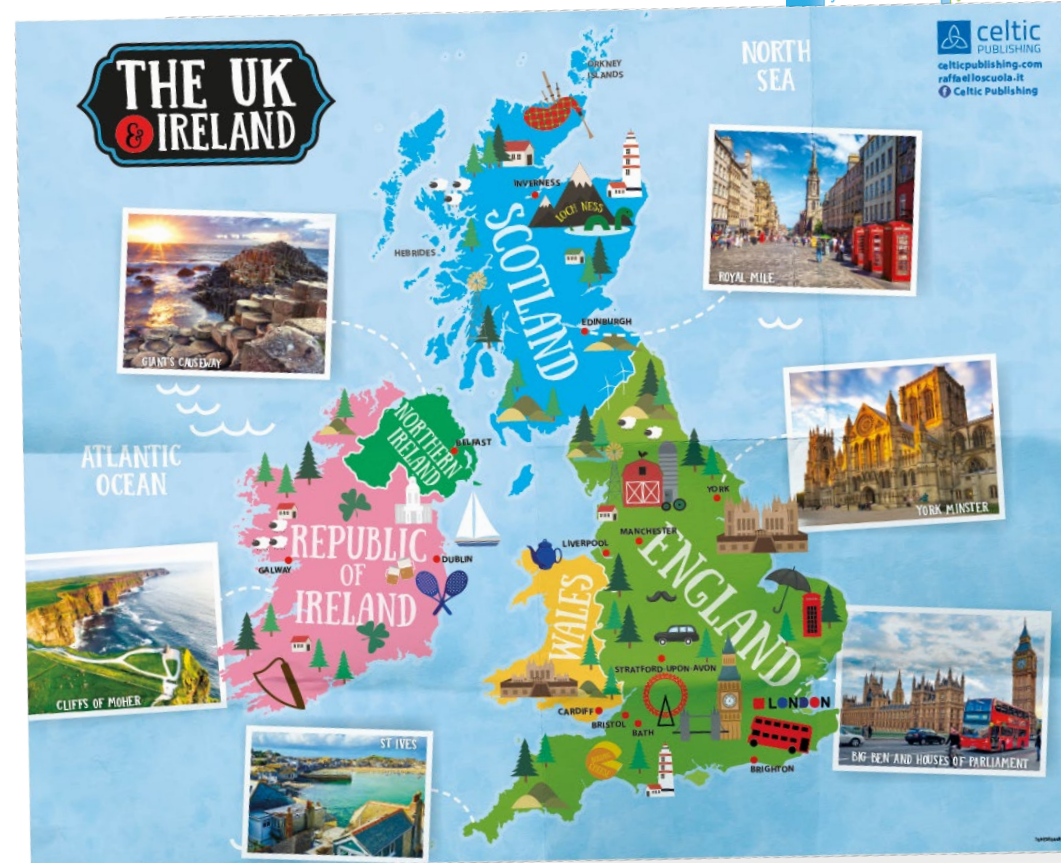 THE UK
& IRELAND
NORTH
SEA
celtic
PUBLISHING
celticpublishing.com
raffaelloscuola.it
Celtic Publishing
ORKNEY
ISLANDS
INVERNESS
LOCH NESS
HEBRIDES
SCOTLAND
EDINBURGH
ROYAL MILE
GIANT'S CAUSEWAY
ATLANTIC
OCEAN
NORTHERN
IRELAND
BELFAST
YORK
YORK MINSTER
REPUBLIC
OF
IRELAND
GALWAY
DUBLIN
LIVERPOOL
MANCHESTER
ENGLAND
WALES
CLIFFS OF MOHER
STRATFORD-UPON-AVON
CARDIFF
BRISTOL
BATH
LONDON
BRIGHTON
BIG BEN AND HOUSES OF PARLIAMENT
ST IVES